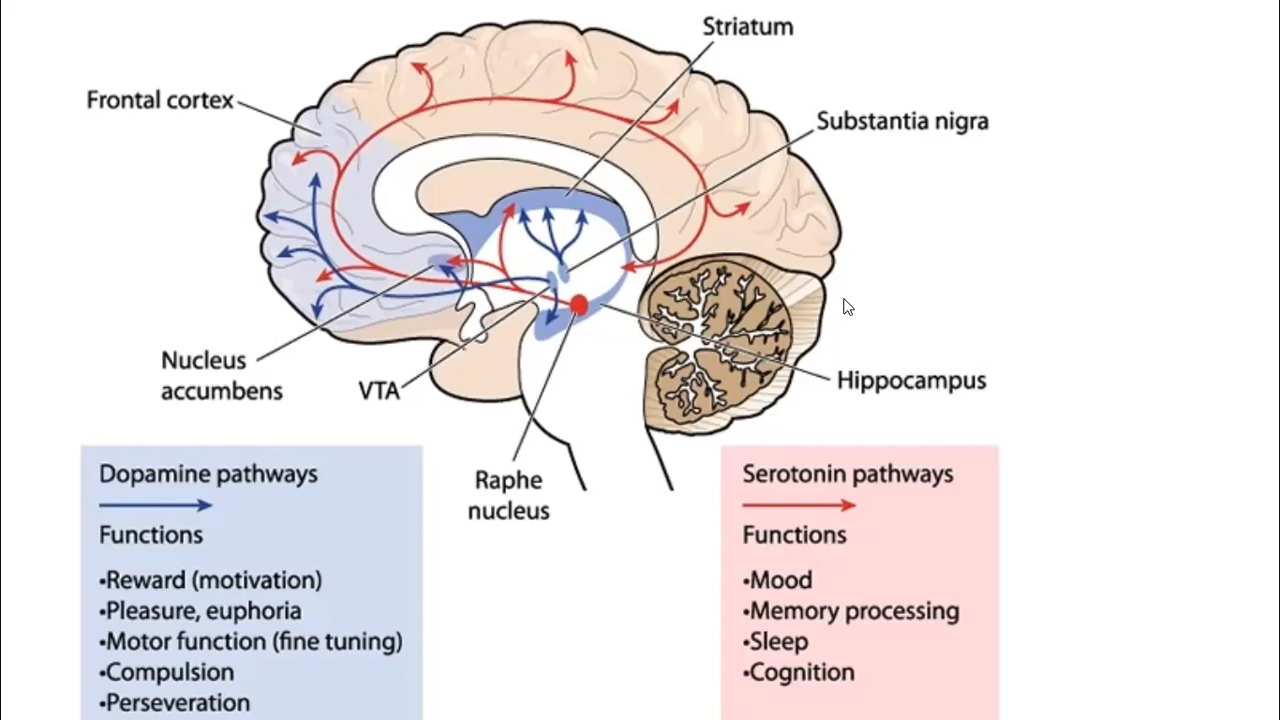 Striatum
Frontal cortex
Substantia nigra
Nucleus
accumbens
VTA
Hippocampus
Raphe
nucleus
Dopamine pathways
Functions
•Reward (motivation)
•Pleasure, euphoria
•Motor function (fine tuning)
•Compulsion
•Perseveration
Serotonin pathways
Functions
•Mood
•Memory processing
•Sleep
•Cognition